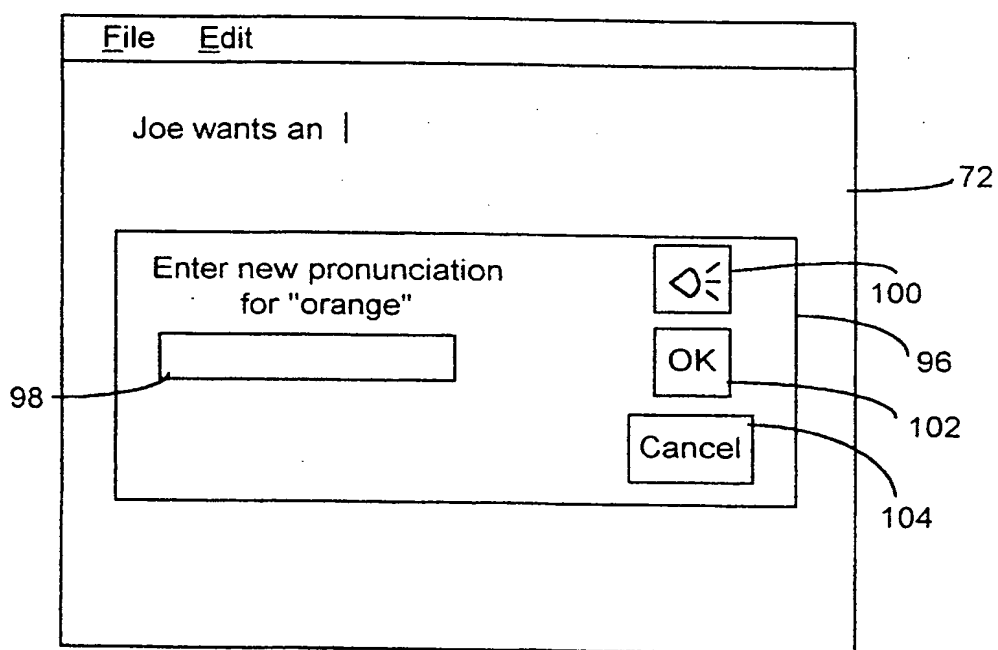 File Edit
Joe wants an
72
Enter new pronunciation
for "orange"
100
96
OK
98
102
Cancel
104